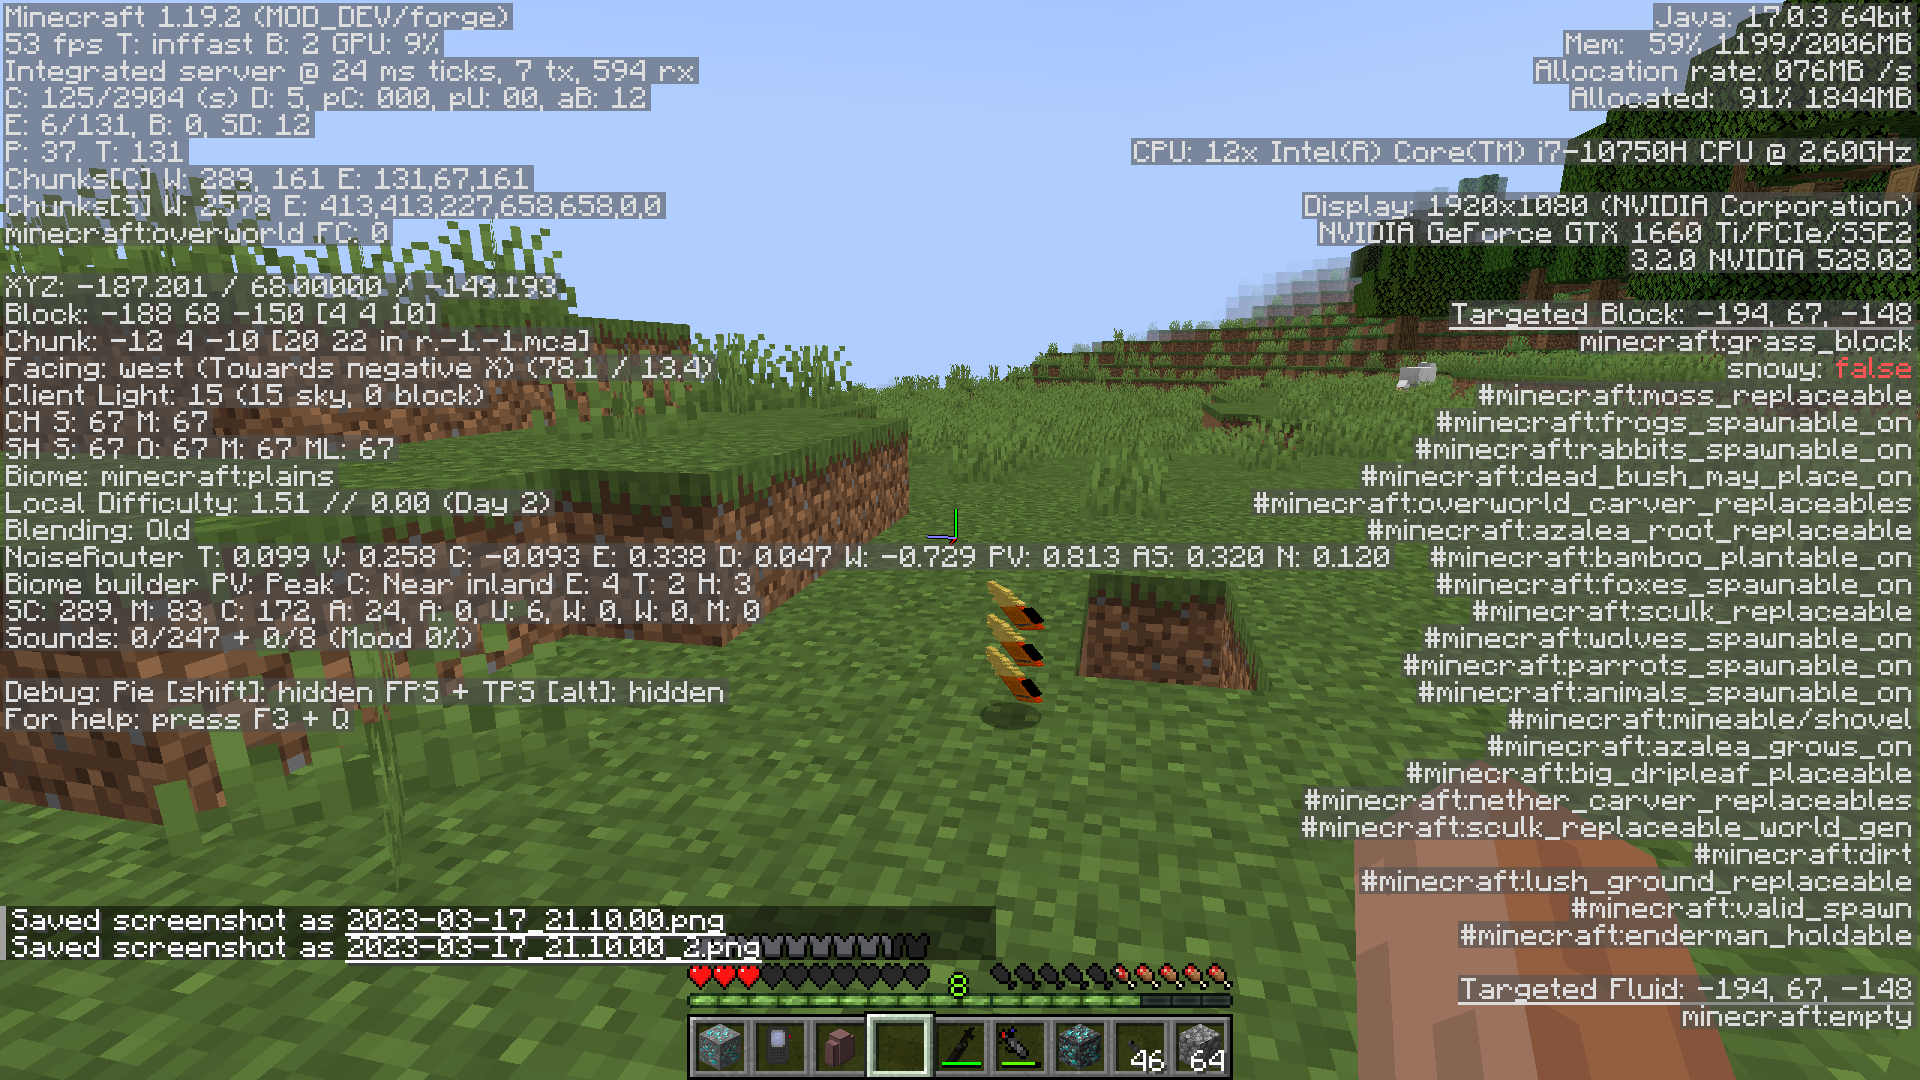 Minecraft 1.19.2 (MOD_DEV/forge)
53 fps T: inffast B: 2 GPU: 9%
Integrated server @ 24 ms ticks, 7 tx, 594 rx
C: 125/2904 (s) D: 5, pC: 000, pU: 00, aB: 12
E: 6/131, B: 0, SD: 12
P: 37. T: 131
Chunks[C] W: 289, 161 E: 131,67,161
Chunks[S] W: 2578 E: 413,413,227,658,658,0,0
minecraft:overworld FC: 0
XYZ: -187.201 / 68.00000 / -149.193
Block: -188 68 -150 [4 4 10]
Chunk: -12 4 -10 [20 22 in r.-1.-1.mca]
Facing: west (Towards negative X) (78.1 / 13.4)
Client Light: 15 (15 sky, 0 block)
CH S: 67 M: 67
SH S: 67 O: 67 M: 67 ML: 67
Biome: minecraft:plains
Local Difficulty: 1.51 // 0.00 (Day 2)
Blending: Old
NoiseRouter T: 0.099 V: 0.258 C: -0.093 E: 0.338 D: 0.047 W: -0.729 PV: 0.813 AS: 0.320 N: 0.120
Biome builder PV: Peak C: Near inland E: 4 T: 2 H: 3
SC: 289, M: 83, C: 172, A: 24, A: 0, U: 6, W: 0, W: 0, M: 0
Sounds: 0/247 + 0/8 (Mood 0%)
Debug: Pie [shift]: hidden FPS + TPS [alt]: hidden
For help: press F3 + Q
Java: 17.0.3 64bit
Mem: 59% 1199/2006MB
Allocation rate: 076MB /s
Allocated: 91% 1844MB
CPU: 12x Intel(R) Core(TM) i7-10750H CPU @ 2.60GHz
Display: 1920x1080 (NVIDIA Corporation)
NVIDIA GeForce GTX 1660 Ti/PCIe/SSE2
3.2.0 NVIDIA 528.02
Targeted Block: -194, 67, -148
minecraft:grass_block
snowy: false
#minecraft:moss_replaceable
#minecraft:frogs_spawnable_on
#minecraft:rabbits_spawnable_on
#minecraft:dead_bush_may_place_on
#minecraft:overworld_carver_replaceables
#minecraft:azalea_root_replaceable
#minecraft:bamboo_plantable_on
#minecraft:foxes_spawnable_on
#minecraft:sculk_replaceable
#minecraft:wolves_spawnable_on
#minecraft:parrots_spawnable_on
#minecraft:animals_spawnable_on
#minecraft:mineable/shovel
#minecraft:azalea_grows_on
#minecraft:big_dripleaf_placeable
#minecraft:nether_carver_replaceables
#minecraft:sculk_replaceable_world_gen
#minecraft:dirt
#minecraft:lush_ground_replaceable
#minecraft:valid_spawn
#minecraft:enderman_holdable
Targeted Fluid: -194, 67, -148
minecraft:empty
Saved screenshot as 2023-03-17_21.10.00.png
Saved screenshot as 2023-03-17_21.10.00_2.png
8
46
64